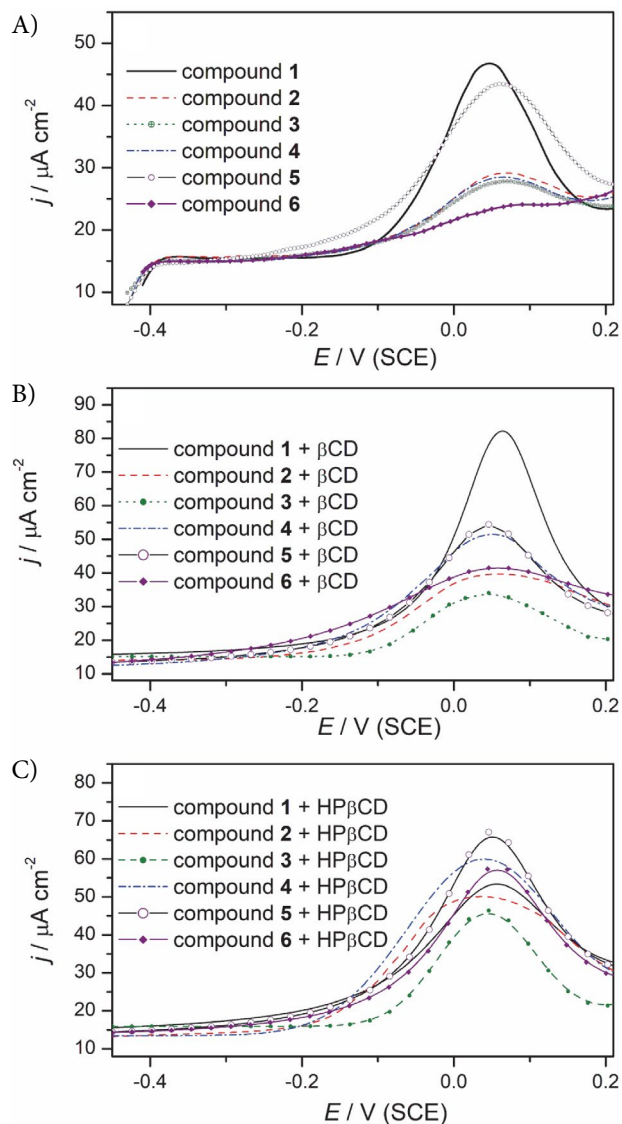 A)
50
40
30
20
10
j / μA cm-2
compound 1
compound 2
compound 3
compound 4
compound 5
compound 6
-0.4 -0.2 0.0 0.2
E / V (SCE)
B)
90
80
70
60
50
40
30
20
10
j / μA cm-2
compound 1 + βCD
compound 2 + βCD
compound 3 + βCD
compound 4 + βCD
compound 5 + βCD
compound 6 + βCD
-0.4 -0.2 0.0 0.2
E / V (SCE)
C)
80
70
60
50
40
30
20
10
j / μA cm-2
compound 1 + HPβCD
compound 2 + HPβCD
compound 3 + HPβCD
compound 4 + HPβCD
compound 5 + HPβCD
compound 6 + HPβCD
-0.4 -0.2 0.0 0.2
E / V (SCE)